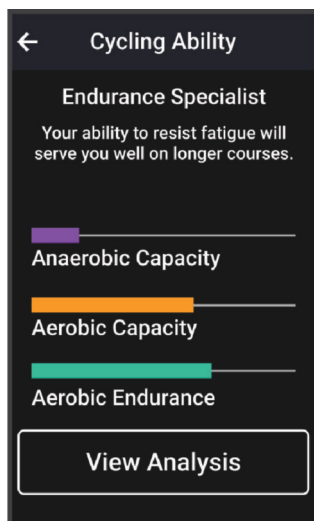 Cycling Ability
Endurance Specialist
Your ability to resist fatigue will
serve you well on longer courses.
Anaerobic Capacity
Aerobic Capacity
Aerobic Endurance
View Analysis